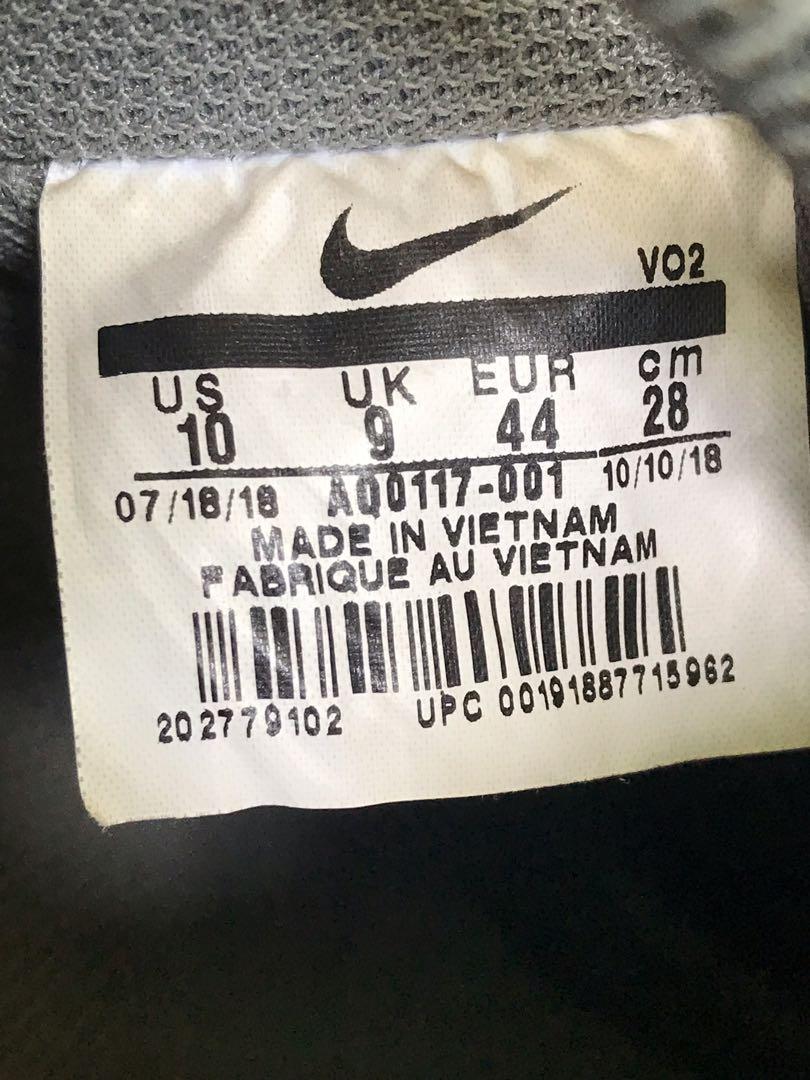 VO2
US UK EUR cm
10 9 44 28
07/18/18 AQ0117-001 10/10/18
MADE IN VIETNAM
FABRIQUE AU VIETNAM
202779102 UPC 00191887715962